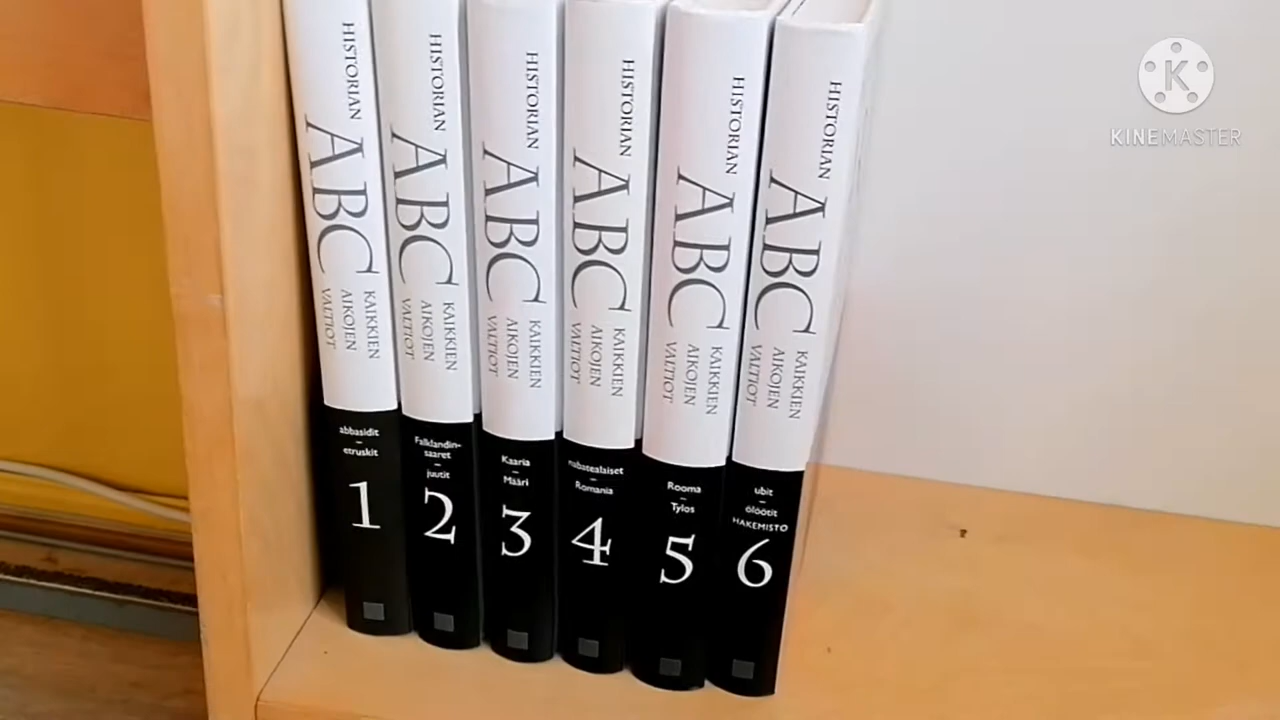 HISTORIAN
ABC
KAIKKIEN
AIKOJEN
VALTIOT
abbasidit
–
etruskit
1
HISTORIAN
ABC
KAIKKIEN
AIKOJEN
VALTIOT
Falklandin-
saaret
–
juutit
2
HISTORIAN
ABC
KAIKKIEN
AIKOJEN
VALTIOT
Kaaria
–
Määri
3
HISTORIAN
ABC
KAIKKIEN
AIKOJEN
VALTIOT
nabatealaiset
–
Romania
4
HISTORIAN
ABC
KAIKKIEN
AIKOJEN
VALTIOT
Rooma
–
Tylos
5
HISTORIAN
ABC
KAIKKIEN
AIKOJEN
VALTIOT
ubit
–
ölöötit
HAKEMISTO
6
K
KINEMASTER